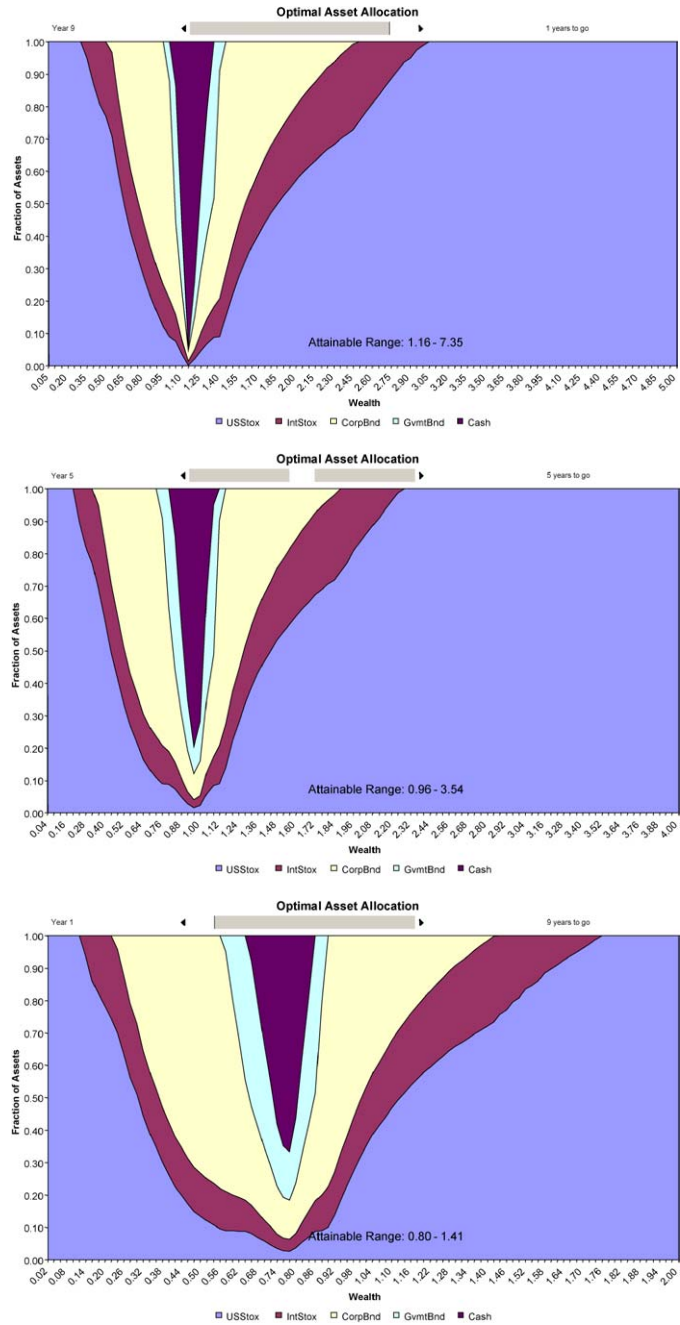 Optimal Asset Allocation
Year 9 1 years to go
1.00
0.90
0.80
0.70
0.60
0.50
0.40
0.30
0.20
0.10
0.00
Fraction of Assets
Attainable Range: 1.16 - 7.35
0.05 0.20 0.35 0.50 0.65 0.80 0.95 1.10 1.25 1.40 1.55 1.70 1.85 2.00 2.15 2.30 2.45 2.60 2.75 2.90 3.05 3.20 3.35 3.50 3.65 3.80 3.95 4.10 4.25 4.40 4.55 4.70 4.85 5.00
Wealth
USStox IntStox CorpBnd GvmtBnd Cash
Optimal Asset Allocation
Year 5 5 years to go
1.00
0.90
0.80
0.70
0.60
0.50
0.40
0.30
0.20
0.10
0.00
Fraction of Assets
Attainable Range: 0.96 - 3.54
0.04 0.16 0.28 0.40 0.52 0.64 0.76 0.88 1.00 1.12 1.24 1.36 1.48 1.60 1.72 1.84 1.96 2.08 2.20 2.32 2.44 2.56 2.68 2.80 2.92 3.04 3.16 3.28 3.40 3.52 3.64 3.76 3.88 4.00
Wealth
USStox IntStox CorpBnd GvmtBnd Cash
Optimal Asset Allocation
Year 1 9 years to go
1.00
0.90
0.80
0.70
0.60
0.50
0.40
0.30
0.20
0.10
0.00
Fraction of Assets
Attainable Range: 0.80 - 1.41
0.02 0.08 0.14 0.20 0.26 0.32 0.38 0.44 0.50 0.56 0.62 0.68 0.74 0.80 0.86 0.92 0.98 1.04 1.10 1.16 1.22 1.28 1.34 1.40 1.46 1.52 1.58 1.64 1.70 1.76 1.82 1.88 1.94 2.00
Wealth
USStox IntStox CorpBnd GvmtBnd Cash